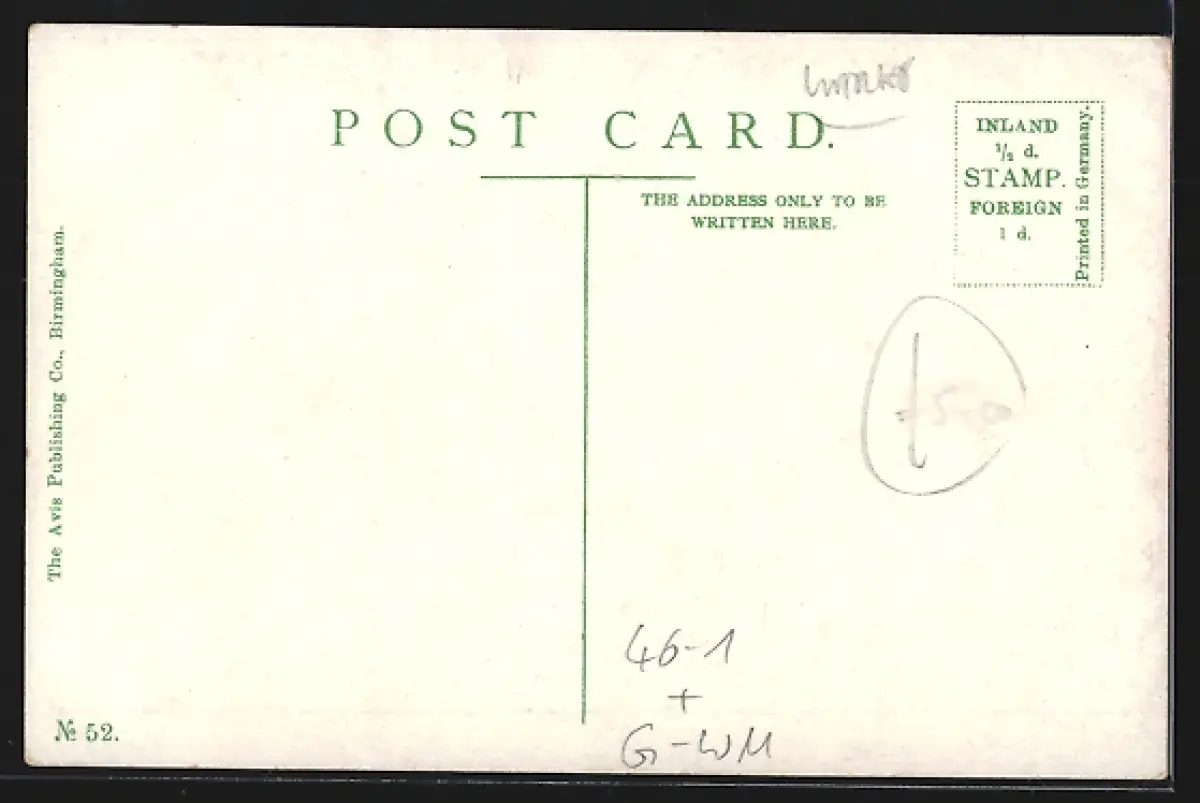 POST CARD.
THE ADDRESS ONLY TO BE
WRITTEN HERE.
INLAND
½ d.
STAMP.
FOREIGN
1 d.
Printed in Germany.
The Avis Publishing Co., Birmingham.
46-1
+
G-WM
№ 52.